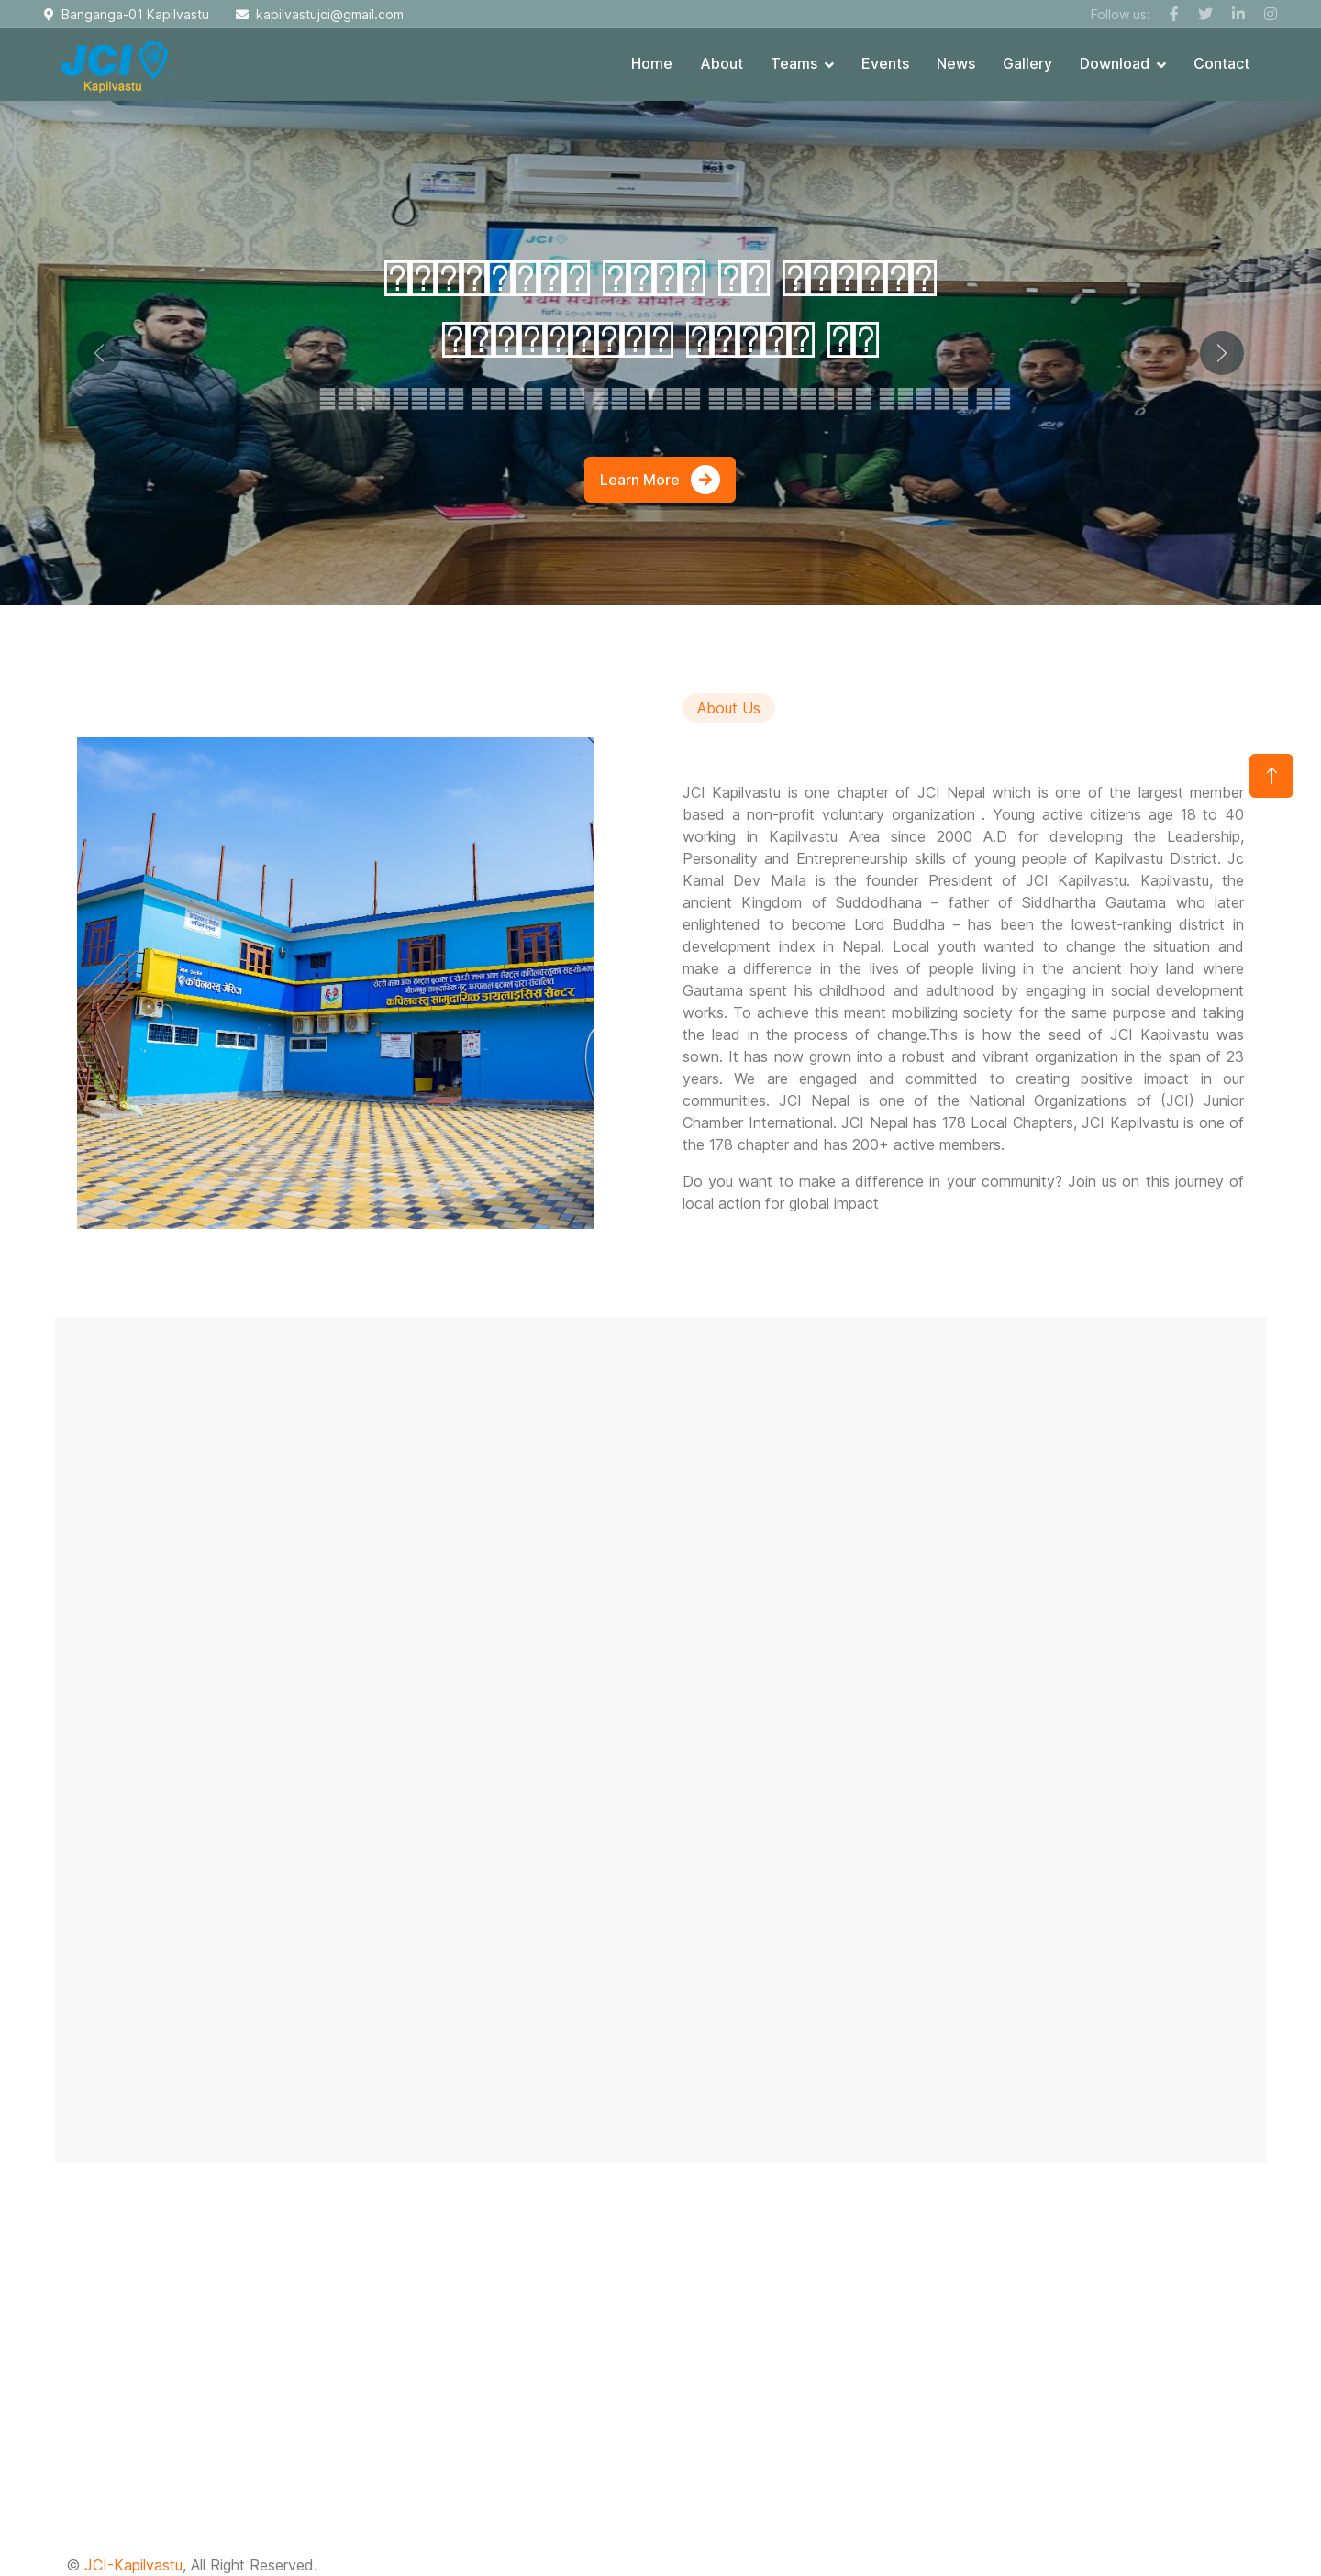 Banganga-01 Kapilvastu kapilvastujci@gmail.com Follow us:
JCI
Kapilvastu
Home About Teams Events News Gallery Download Contact
JCI
प्रथम संचालक समिति बैठक
Learn More
About Us
JCI Kapilvastu is one chapter of JCI Nepal which is one of the largest member
based a non-profit voluntary organization . Young active citizens age 18 to 40
working in Kapilvastu Area since 2000 A.D for developing the Leadership,
Personality and Entrepreneurship skills of young people of Kapilvastu District. Jc
Kamal Dev Malla is the founder President of JCI Kapilvastu. Kapilvastu, the
ancient Kingdom of Suddodhana – father of Siddhartha Gautama who later
enlightened to become Lord Buddha – has been the lowest-ranking district in
development index in Nepal. Local youth wanted to change the situation and
make a difference in the lives of people living in the ancient holy land where
Gautama spent his childhood and adulthood by engaging in social development
works. To achieve this meant mobilizing society for the same purpose and taking
the lead in the process of change.This is how the seed of JCI Kapilvastu was
sown. It has now grown into a robust and vibrant organization in the span of 23
years. We are engaged and committed to creating positive impact in our
communities. JCI Nepal is one of the National Organizations of (JCI) Junior
Chamber International. JCI Nepal has 178 Local Chapters, JCI Kapilvastu is one of
the 178 chapter and has 200+ active members.
Do you want to make a difference in your community? Join us on this journey of
local action for global impact
कपिलवस्तु जेसिज
कपिलवस्तु सामुदायिक डायलाइसिस सेन्टर
© JCI-Kapilvastu, All Right Reserved.